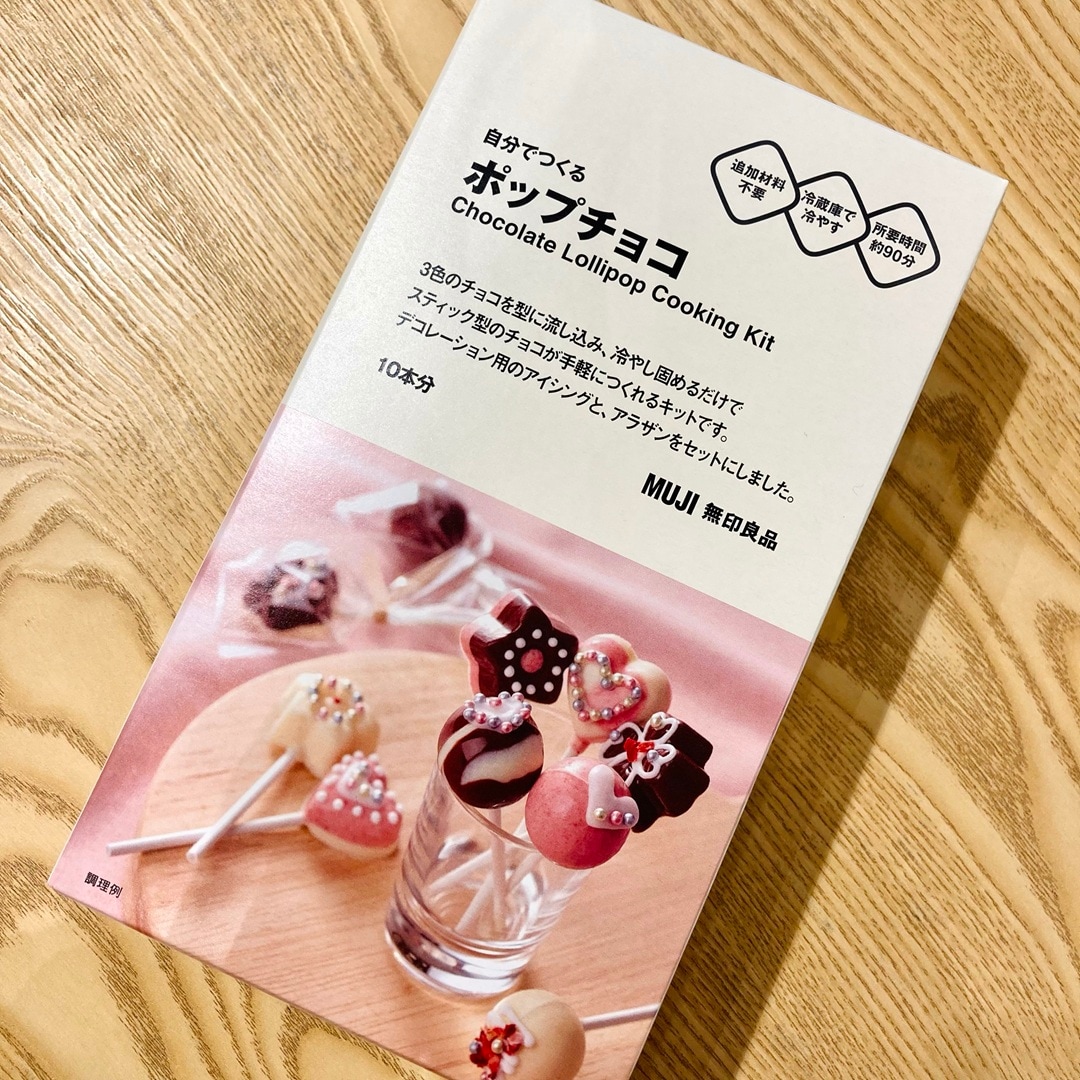 自分でつくる
ポップチョコ
Chocolate Lollipop Cooking Kit
追加材料
不要
冷蔵庫で
冷やす
所要時間
約90分
3色のチョコを型に流し込み、冷やし固めるだけで
スティック型のチョコが手軽につくれるキットです。
デコレーション用のアイシングと、アラザンをセットにしました。
10本分
MUJI 無印良品
調理例